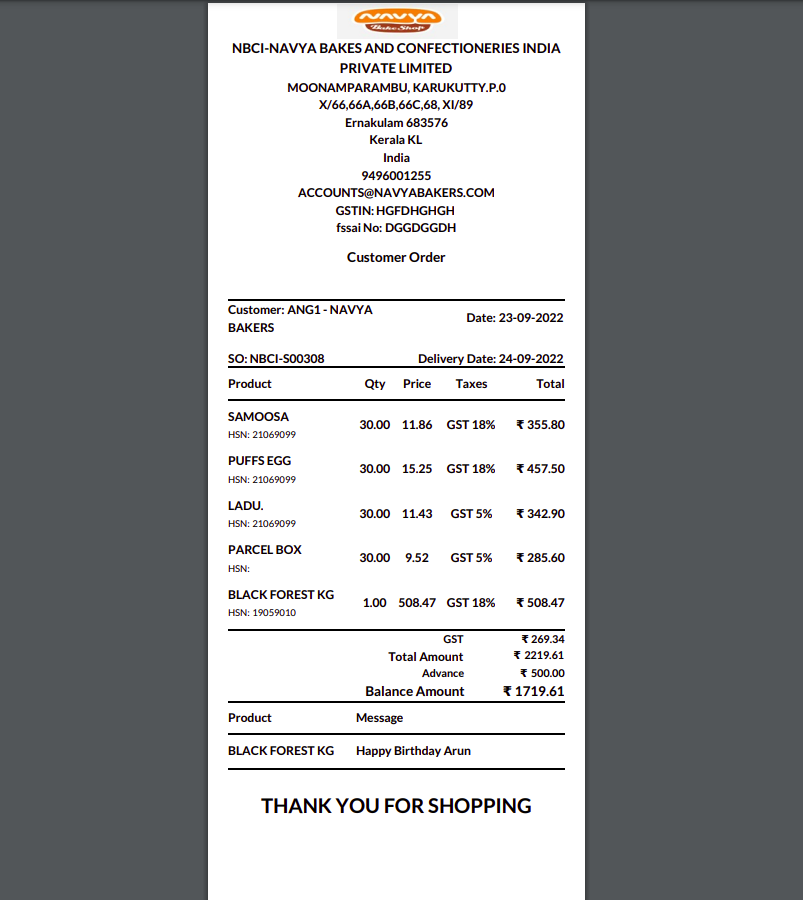 NAVYA
Bake Shop
NBCI-NAVYA BAKES AND CONFECTIONERIES INDIA
PRIVATE LIMITED
MOONAMPARAMBU, KARUKUTTY.P.0
X/66,66A,66B,66C,68, XI/89
Ernakulam 683576
Kerala KL
India
9496001255
ACCOUNTS@NAVYABAKERS.COM
GSTIN: HGFDHGHGH
fssai No: DGGDGGDH
Customer Order
Customer: ANG1 - NAVYA
BAKERS
Date: 23-09-2022
SO: NBCI-S00308 Delivery Date: 24-09-2022
Product Qty Price Taxes Total
SAMOOSA
HSN: 21069099
30.00 11.86 GST 18% ₹ 355.80
PUFFS EGG
HSN: 21069099
30.00 15.25 GST 18% ₹ 457.50
LADU.
HSN: 21069099
30.00 11.43 GST 5% ₹ 342.90
PARCEL BOX
HSN:
30.00 9.52 GST 5% ₹ 285.60
BLACK FOREST KG
HSN: 19059010
1.00 508.47 GST 18% ₹ 508.47
GST ₹ 269.34
Total Amount ₹ 2219.61
Advance ₹ 500.00
Balance Amount ₹ 1719.61
Product Message
BLACK FOREST KG Happy Birthday Arun
THANK YOU FOR SHOPPING